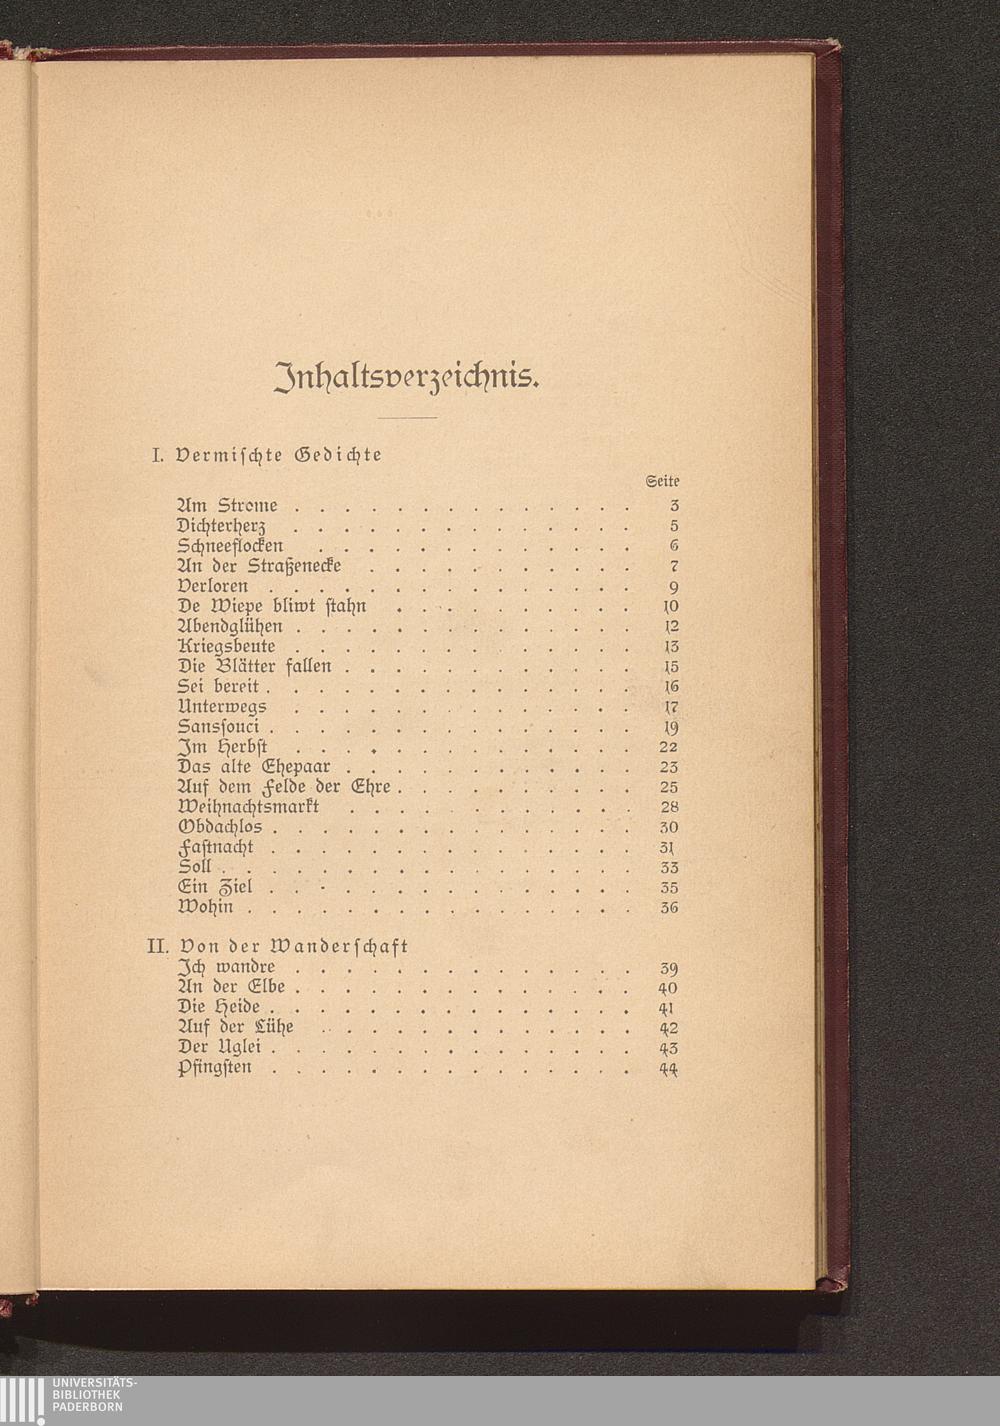 Inhaltsverzeichnis.
I. Vermischte Gedichte
Seite
Am Strome . . . . . . . . . . . . . . 3
Dichterherz . . . . . . . . . . . . . . 5
Schneeflocken . . . . . . . . . . . . . 6
An der Straßenecke . . . . . . . . . . . 7
Verloren . . . . . . . . . . . . . . . 9
De Wiepe bliwt stahn . . . . . . . . . . 10
Abendglühen . . . . . . . . . . . . . . 12
Kriegsbeute . . . . . . . . . . . . . . 13
Die Blätter fallen . . . . . . . . . . . . 15
Sei bereit . . . . . . . . . . . . . . . 16
Unterwegs . . . . . . . . . . . . . . 17
Sanssouci . . . . . . . . . . . . . . . 19
Im Herbst . . . . . . . . . . . . . . 22
Das alte Ehepaar . . . . . . . . . . . . 23
Auf dem Felde der Ehre . . . . . . . . . . 25
Weihnachtsmarkt . . . . . . . . . . . . 28
Obdachlos . . . . . . . . . . . . . . . 30
Fastnacht . . . . . . . . . . . . . . . 31
Soll . . . . . . . . . . . . . . . . . 33
Ein Ziel . . . . . . . . . . . . . . . 35
Wohin . . . . . . . . . . . . . . . . 36
II. Von der Wanderschaft
Ich wandre . . . . . . . . . . . . . . 39
An der Elbe . . . . . . . . . . . . . . 40
Die Heide . . . . . . . . . . . . . . . 41
Auf der Lühe . . . . . . . . . . . . . 42
Der Uglei . . . . . . . . . . . . . . . 43
Pfingsten . . . . . . . . . . . . . . . 44
UNIVERSITÄTS-
BIBLIOTHEK
PADERBORN